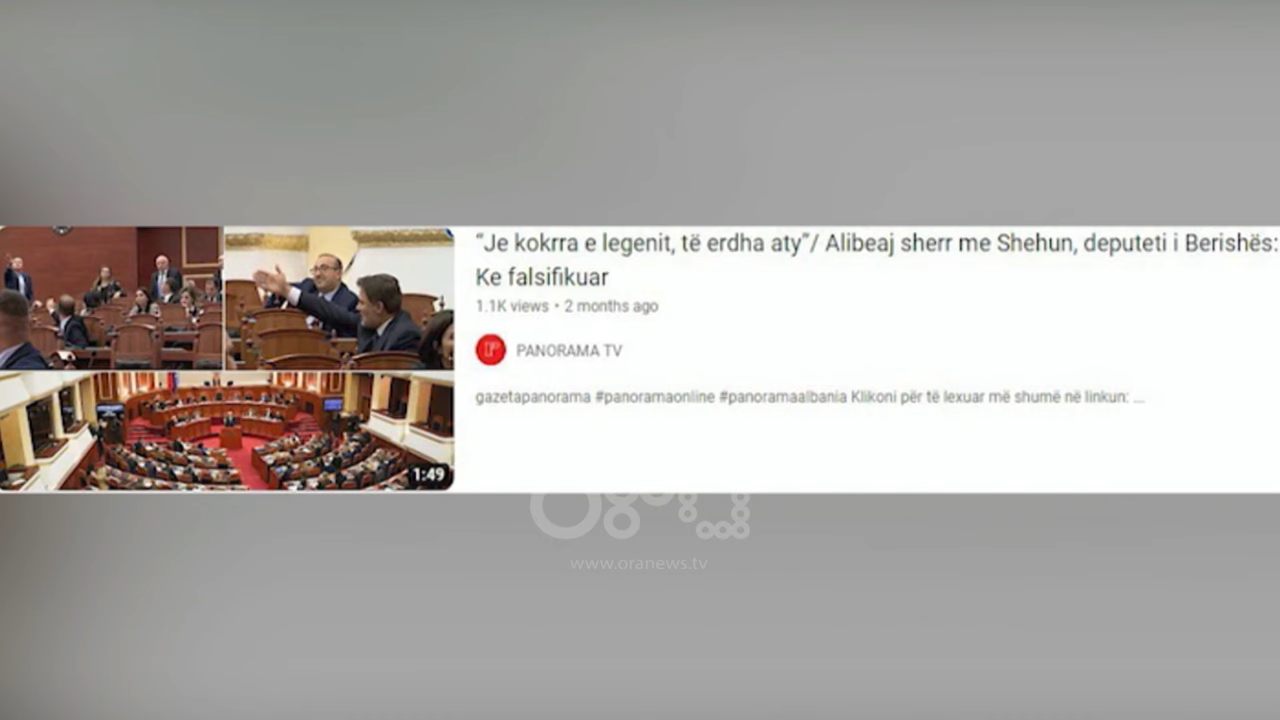 “Je kokrra e legenit, të erdha aty”/ Alibeaj sherr me Shehun, deputeti i Berishës:
Ke falsifikuar
1.1K views • 2 months ago
PANORAMA TV
gazetapanorama #panoramaonline #panoramaalbania Klikoni për të lexuar më shumë në linkun: ...
1:49
www.oranews.tv